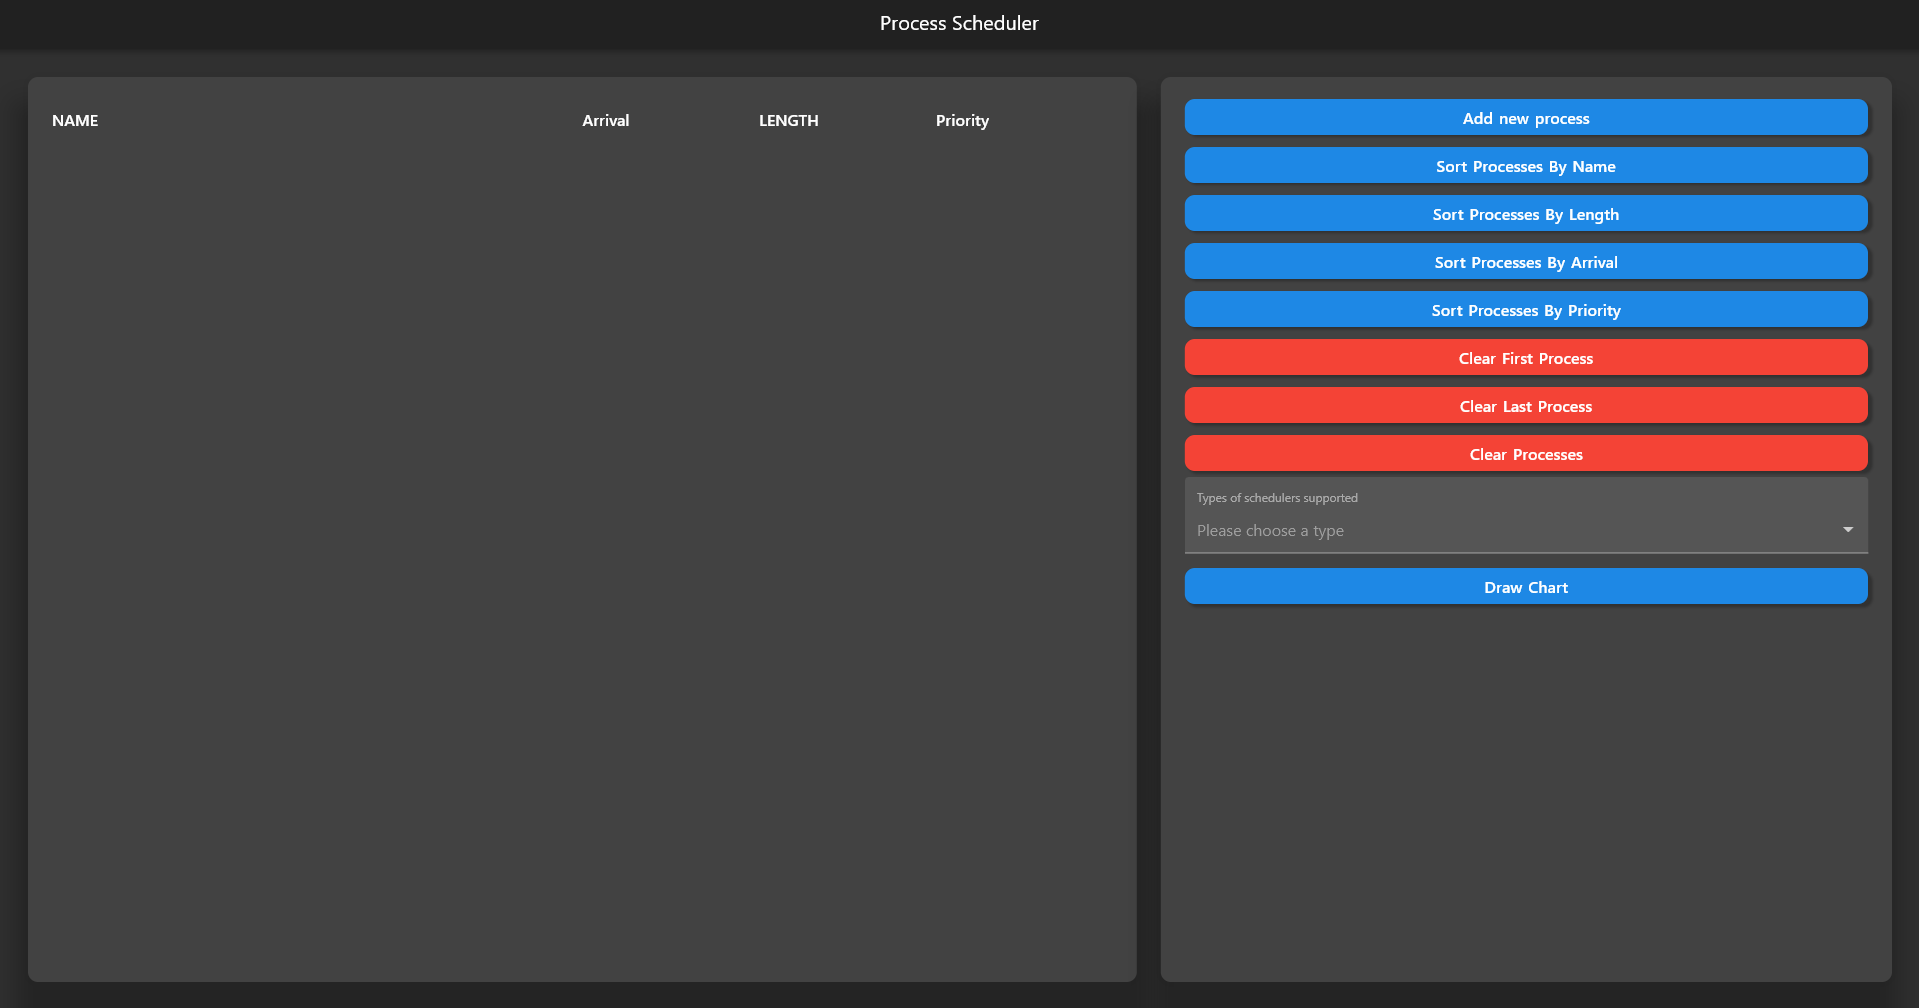 Process Scheduler
NAME Arrival LENGTH Priority
Add new process
Sort Processes By Name
Sort Processes By Length
Sort Processes By Arrival
Sort Processes By Priority
Clear First Process
Clear Last Process
Clear Processes
Types of schedulers supported
Please choose a type
Draw Chart